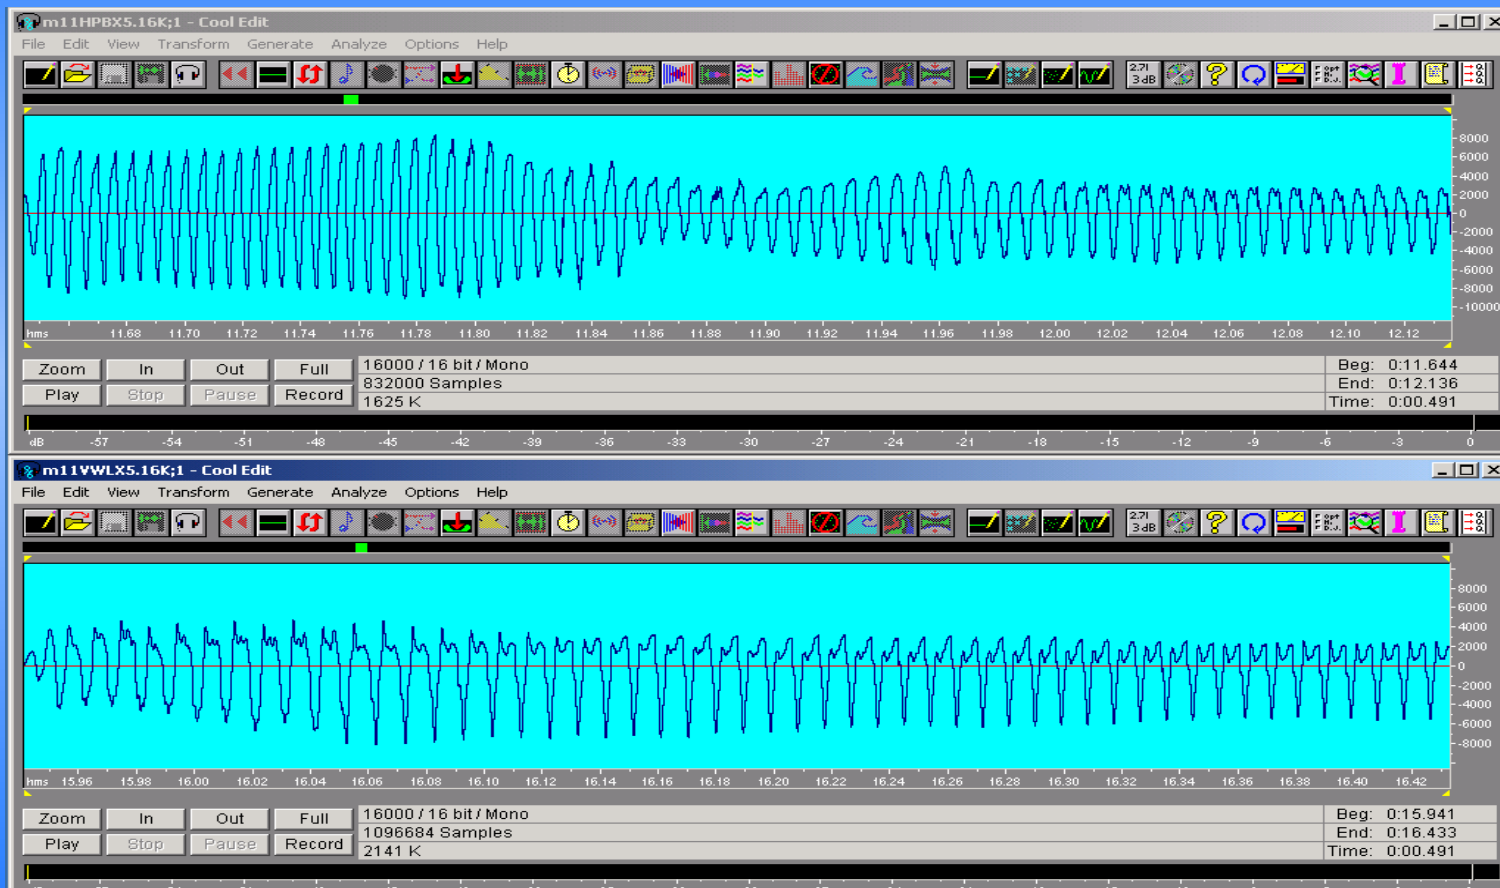 m11HPBX5.16K;1 - Cool Edit
File Edit View Transform Generate Analyze Options Help
2.71
3dB
8000
6000
4000
2000
0
-2000
-4000
-6000
-8000
-10000
hms 11.68 11.70 11.72 11.74 11.76 11.78 11.80 11.82 11.84 11.86 11.88 11.90 11.92 11.94 11.96 11.98 12.00 12.02 12.04 12.06 12.08 12.10 12.12
Zoom In Out Full
Play Stop Pause Record
16000 / 16 bit / Mono
832000 Samples
1625 K
Beg: 0:11.644
End: 0:12.136
Time: 0:00.491
dB -57 -54 -51 -48 -45 -42 -39 -36 -33 -30 -27 -24 -21 -18 -15 -12 -9 -6 -3 0
m11VWLX5.16K;1 - Cool Edit
File Edit View Transform Generate Analyze Options Help
2.71
3dB
8000
6000
4000
2000
0
-2000
-4000
-6000
-8000
hms 15.96 15.98 16.00 16.02 16.04 16.06 16.08 16.10 16.12 16.14 16.16 16.18 16.20 16.22 16.24 16.26 16.28 16.30 16.32 16.34 16.36 16.38 16.40 16.42
Zoom In Out Full
Play Stop Pause Record
16000 / 16 bit / Mono
1096684 Samples
2141 K
Beg: 0:15.941
End: 0:16.433
Time: 0:00.491